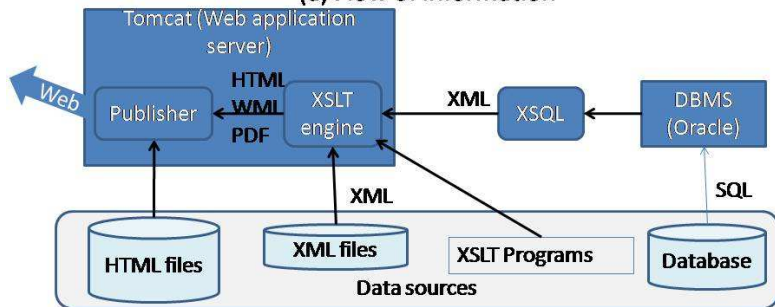 Tomcat (Web application
server)
Web
Publisher
HTML
WML
PDF
XSLT
engine
XML
XSQL
DBMS
(Oracle)
XML
SQL
HTML files
XML files
XSLT Programs
Database
Data sources